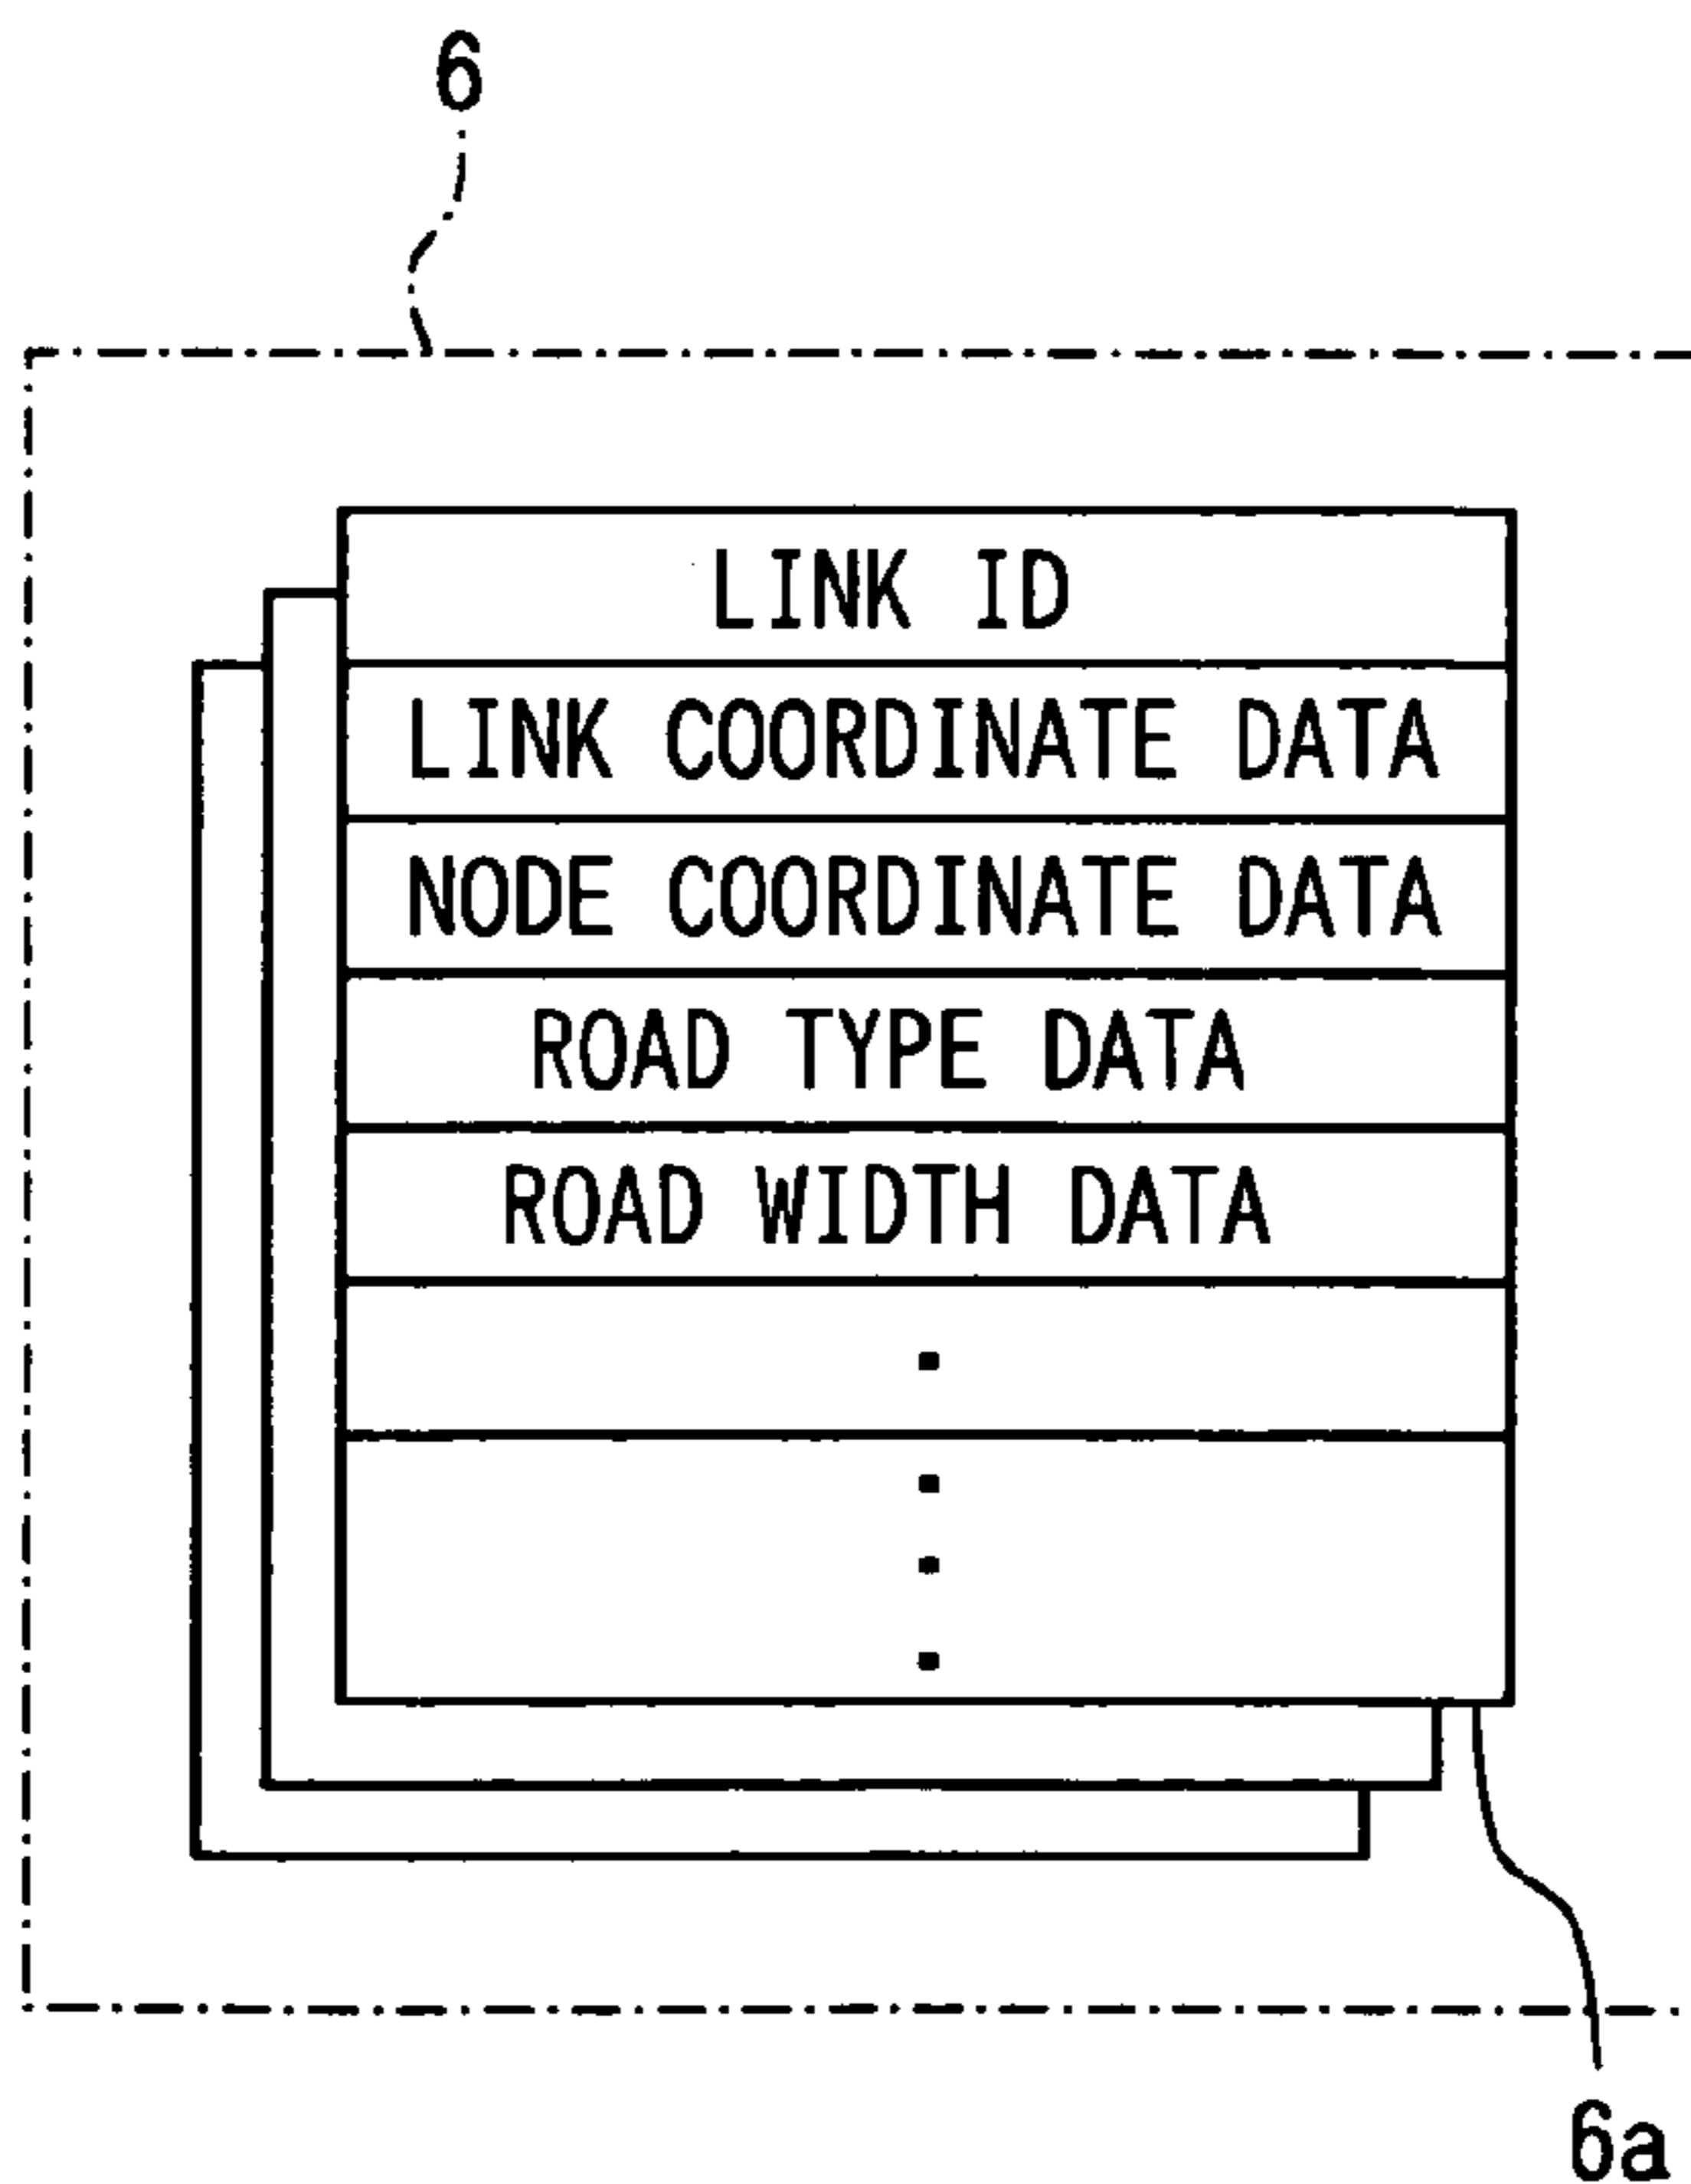 6
LINK ID
LINK COORDINATE DATA
NODE COORDINATE DATA
ROAD TYPE DATA
ROAD WIDTH DATA
6a